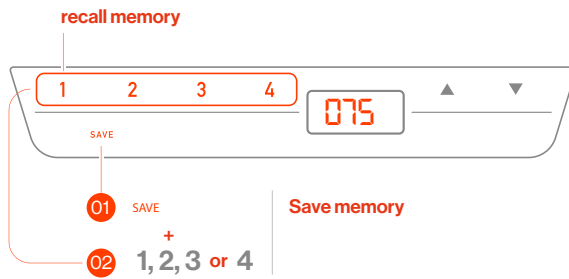 recall memory
1 2 3 4
075
▲ ▼
SAVE
01 SAVE
Save memory
+
02 1, 2, 3 or 4